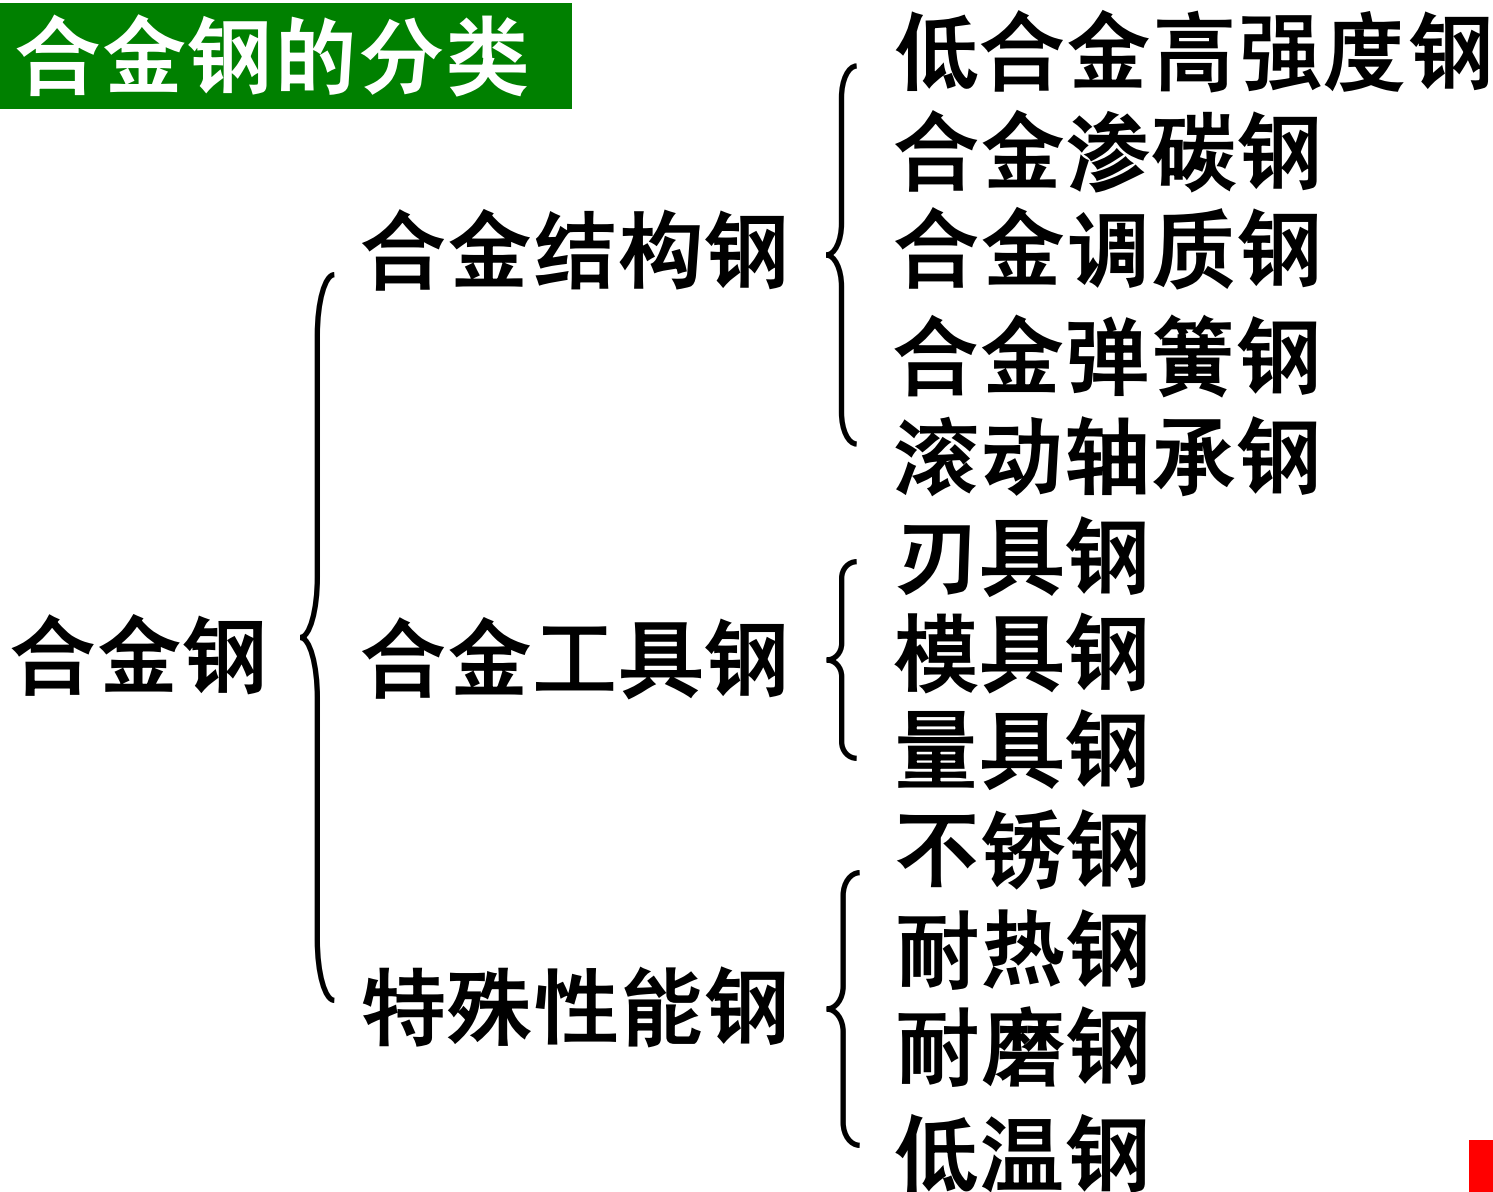 合金钢的分类
合金钢
合金结构钢
低合金高强度钢
合金渗碳钢
合金调质钢
合金弹簧钢
滚动轴承钢
合金工具钢
刃具钢
模具钢
量具钢
特殊性能钢
不锈钢
耐热钢
耐磨钢
低温钢